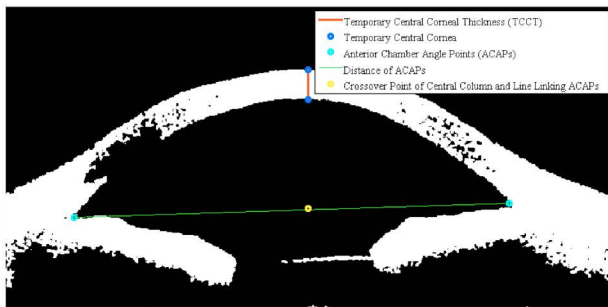 Temporary Central Corneal Thickness (TCCT)
Temporary Central Cornea
Anterior Chamber Angle Points (ACAPs)
Distance of ACAPs
Crossover Point of Central Column and Line Linking ACAPs